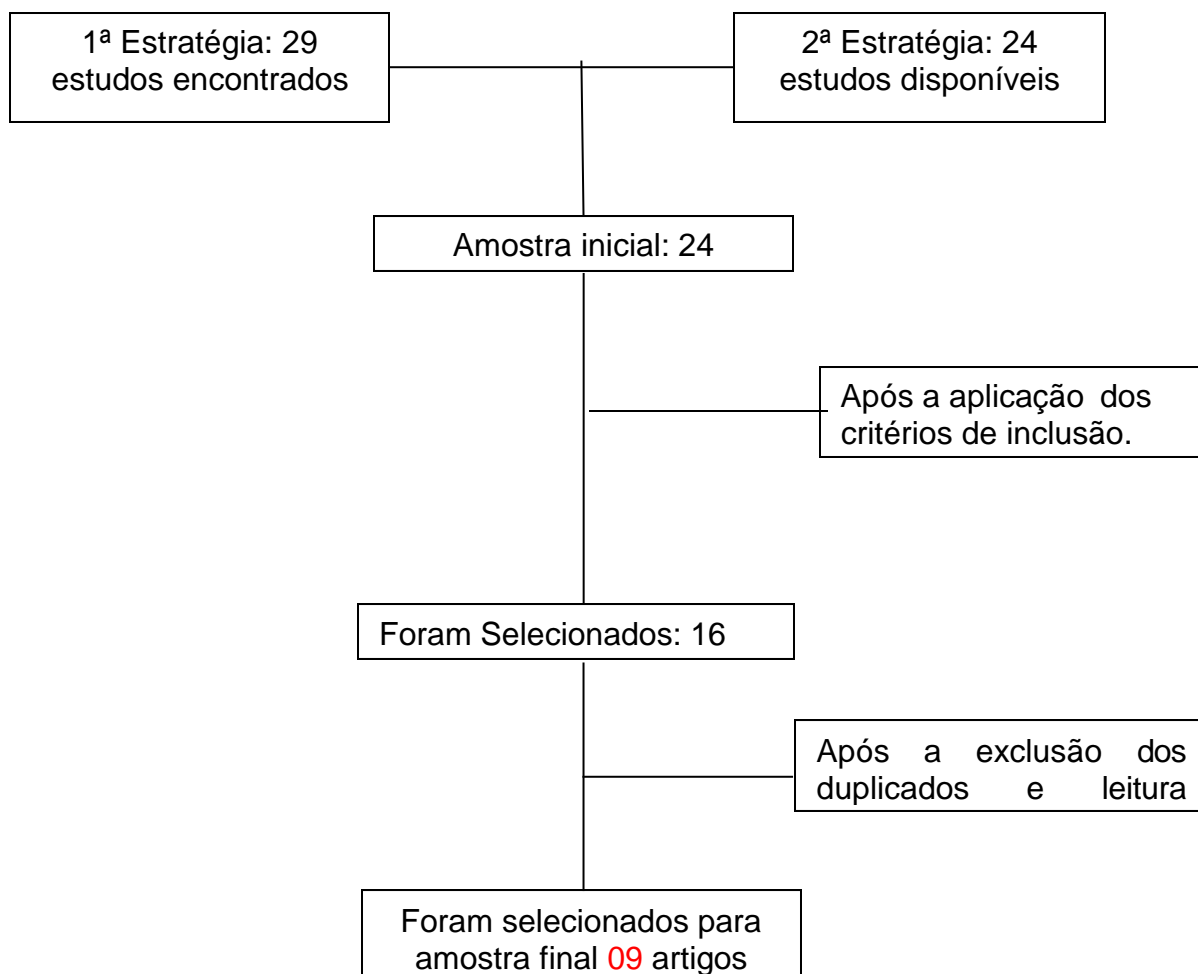 1ª Estratégia: 29
estudos encontrados
2ª Estratégia: 24
estudos disponíveis
Amostra inicial: 24
Após a aplicação dos
critérios de inclusão.
Foram Selecionados: 16
Após a exclusão dos
duplicados e leitura
Foram selecionados para
amostra final 09 artigos